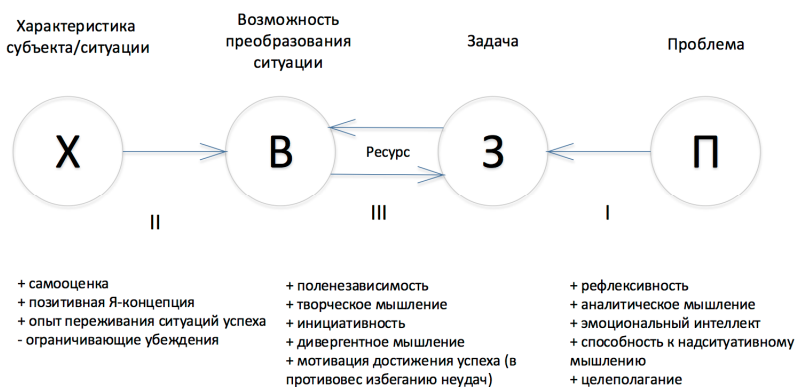 Характеристика
субъекта/ситуации
Возможность
преобразования
ситуации
Задача
Проблема
Х
В
Ресурс
З
П
II
III
I
+ самооценка
+ позитивная Я-концепция
+ опыт переживания ситуаций успеха
- ограничивающие убеждения
+ поленезависимость
+ творческое мышление
+ инициативность
+ дивергентное мышление
+ мотивация достижения успеха (в
противовес избеганию неудач)
+ рефлексивность
+ аналитическое мышление
+ эмоциональный интеллект
+ способность к надситуативному
мышлению
+ целеполагание